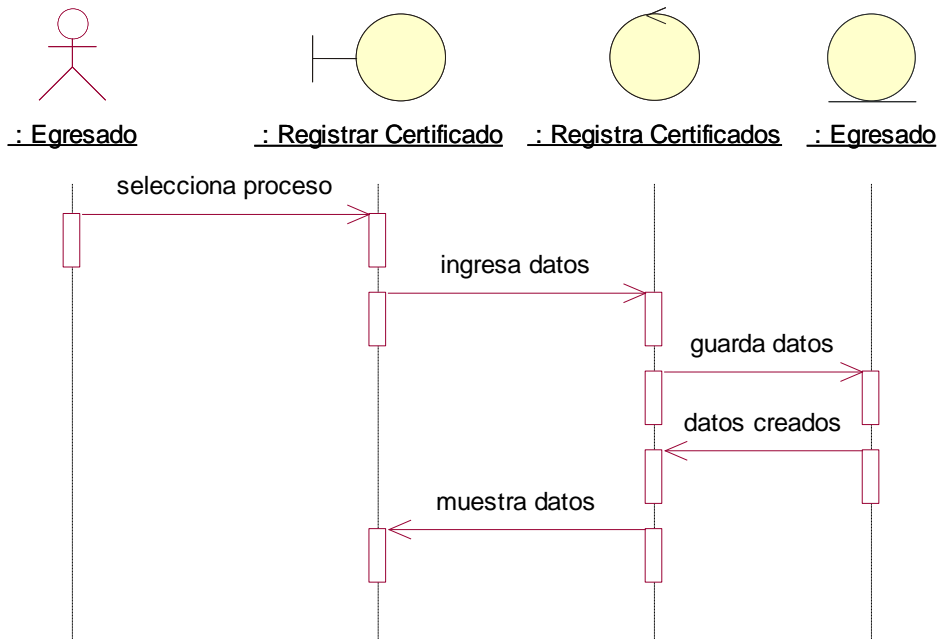 : Egresado
: Registrar Certificado
: Registra Certificados
: Egresado
selecciona proceso
ingresa datos
guarda datos
datos creados
muestra datos